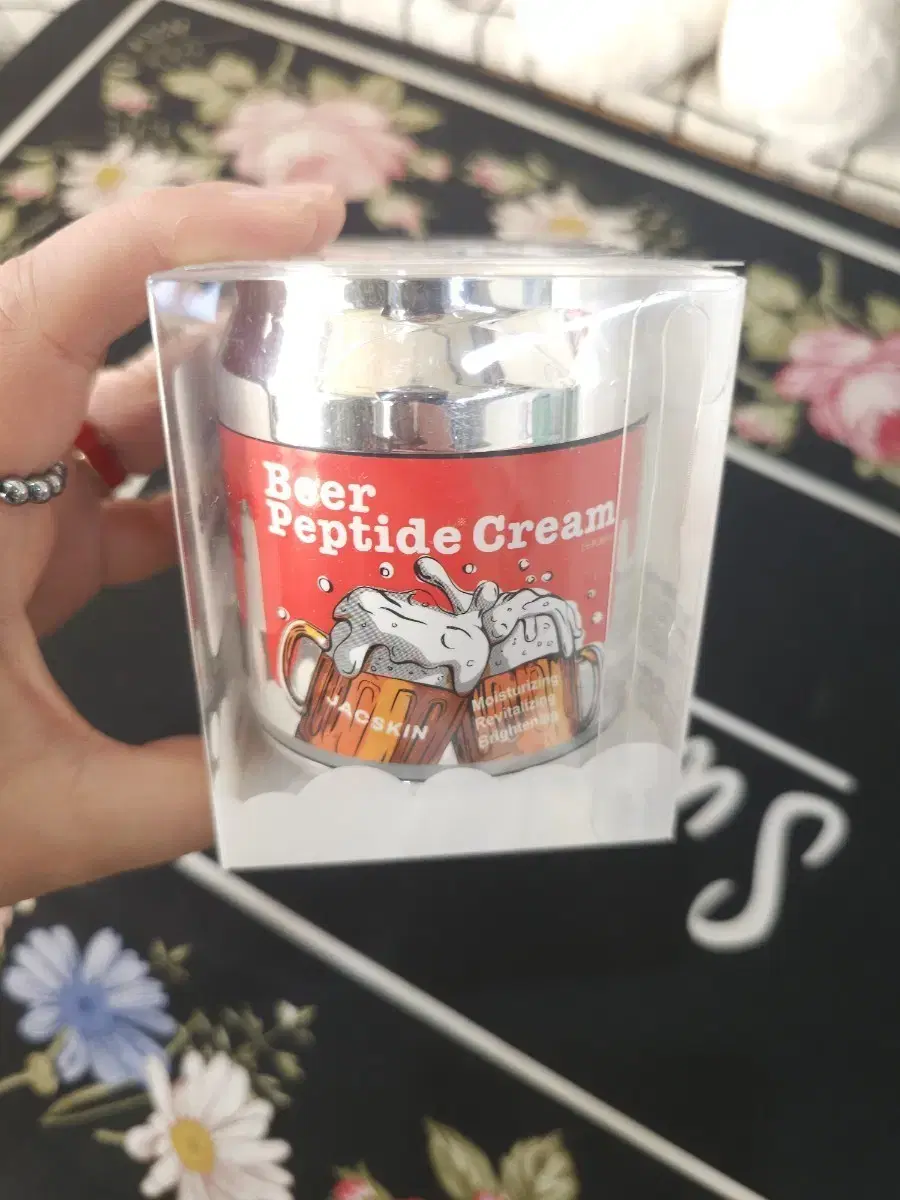 Beer
Peptide Cream
JACSKIN
Moisturizing
Revitalizing
Brightening